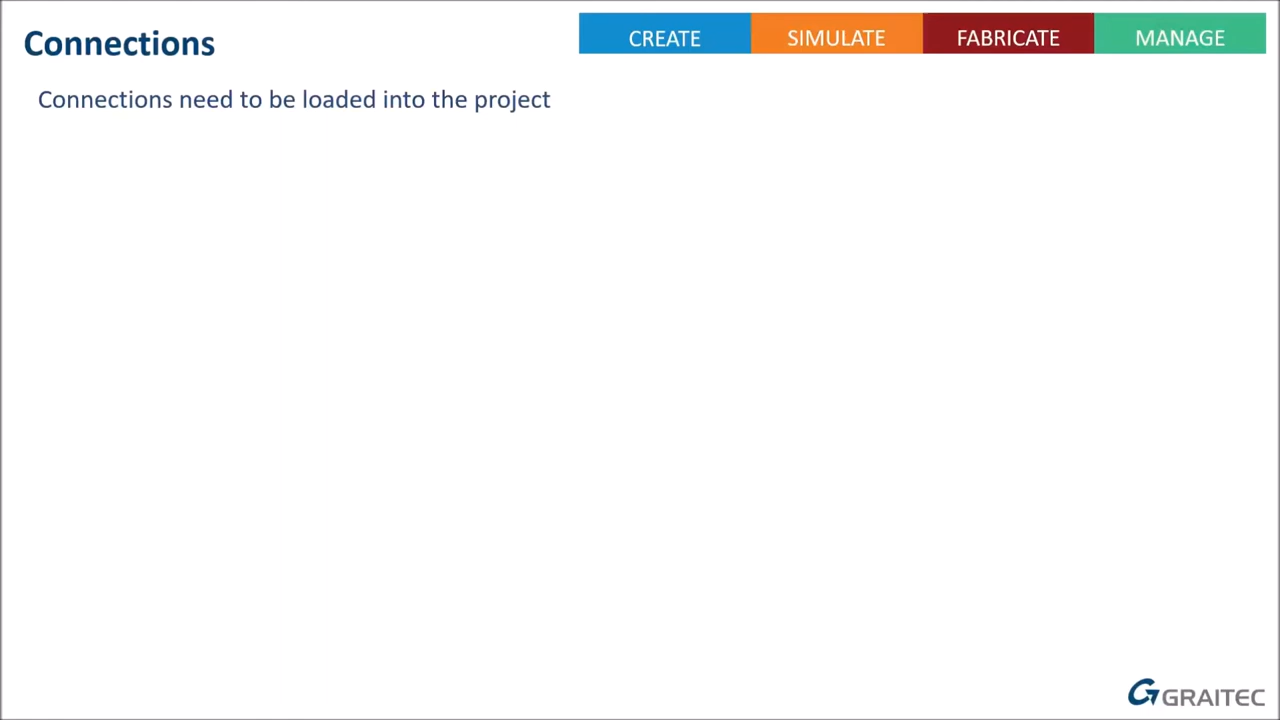 Connections
CREATE SIMULATE FABRICATE MANAGE
Connections need to be loaded into the project
GRAITEC